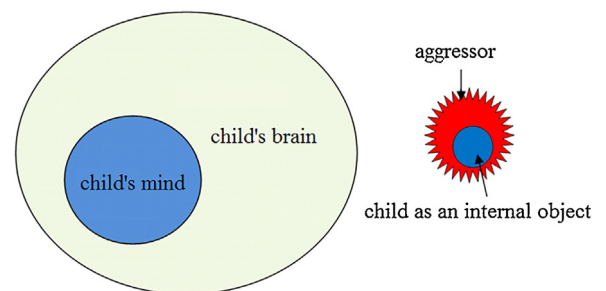 aggressor
child's brain
child's mind
child as an internal object